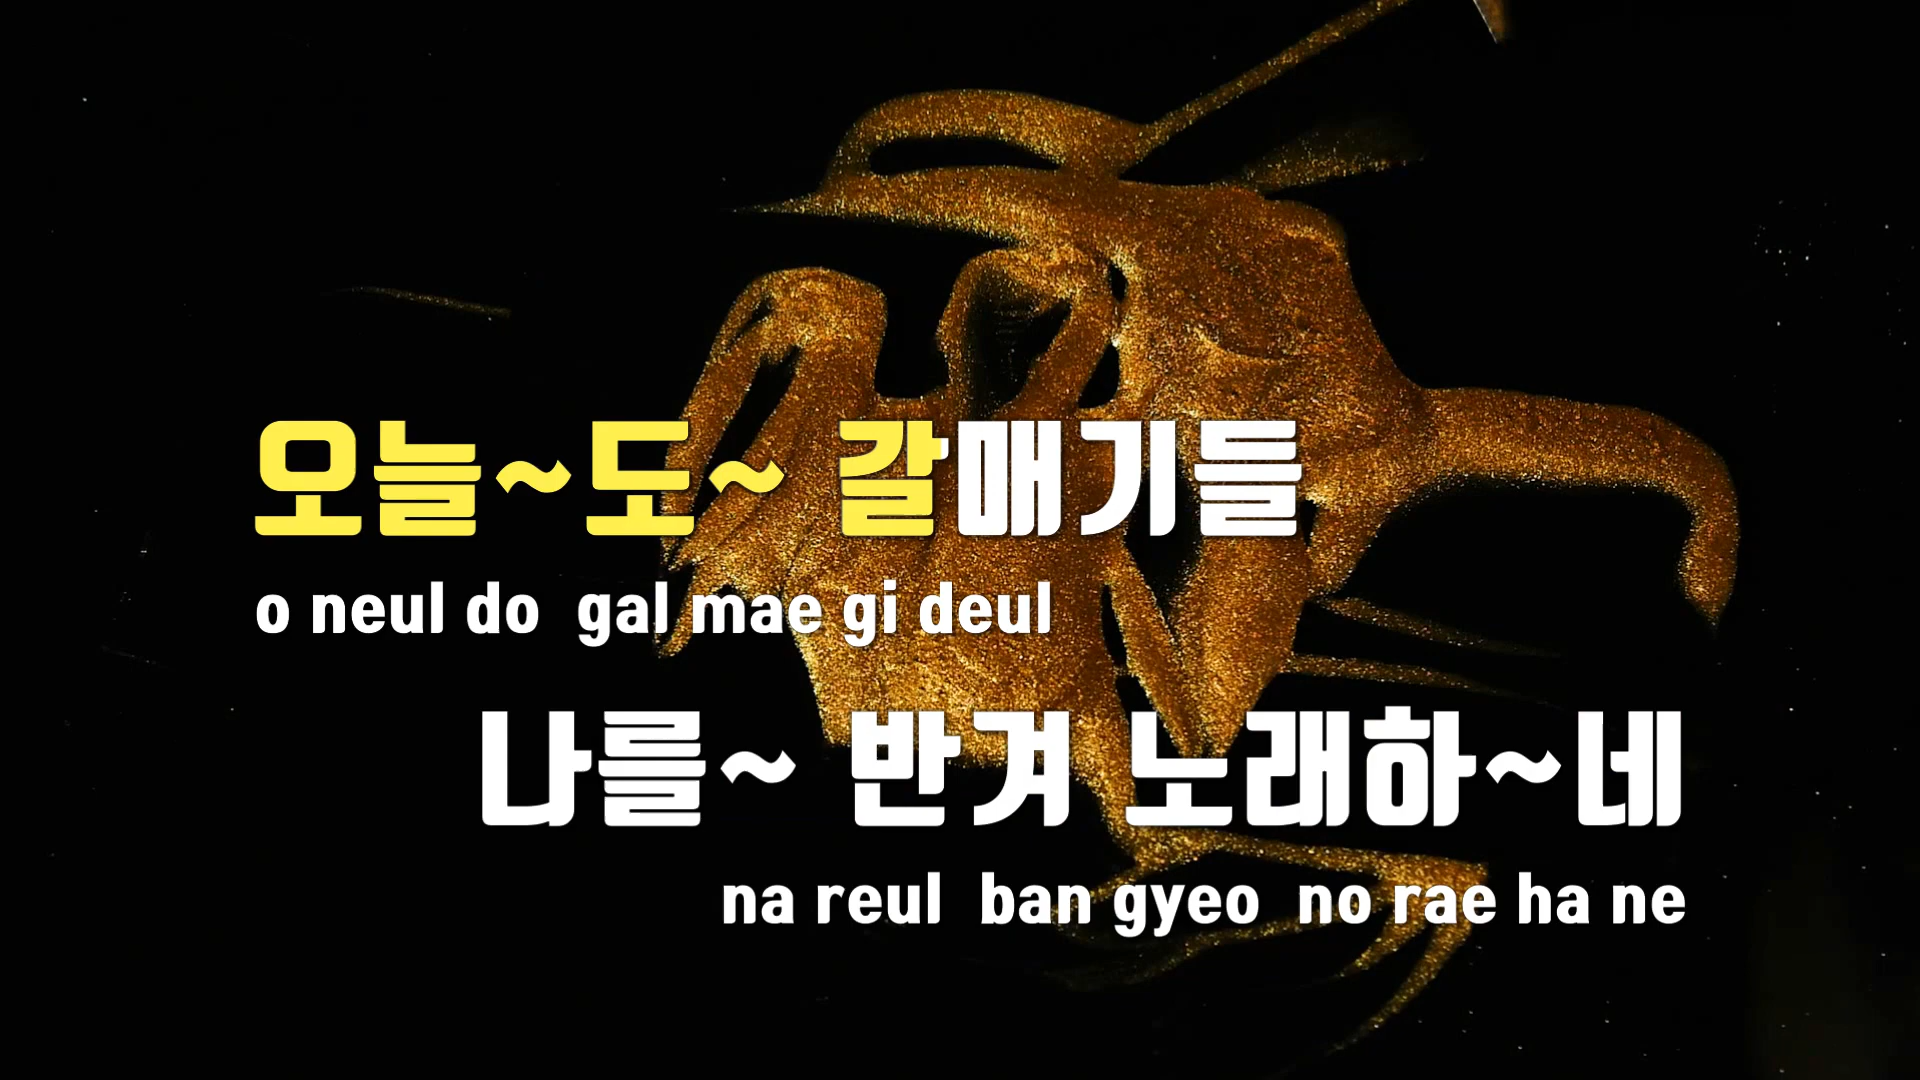 오늘~도~ 갈매기들
o neul do gal mae gi deul
나를~ 반겨 노래하~네
na reul ban gyeo no rae ha ne